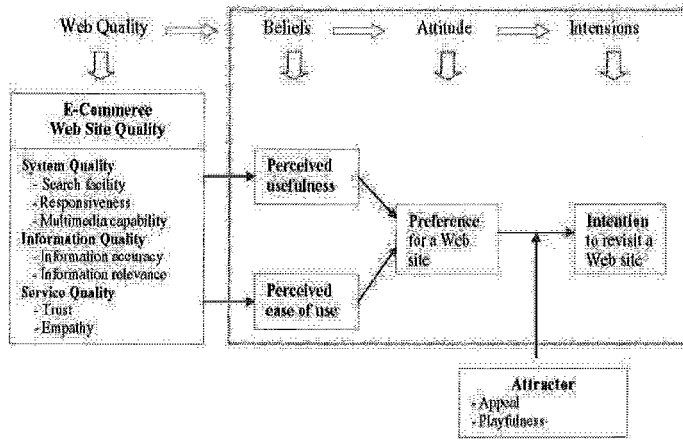 Web Quality
Beliefs
Attitude
Intensions
E-Commerce
Web Site Quality
System Quality
- Search facility
- Responsiveness
- Multimedia capability
Information Quality
- Information accuracy
- Information relevance
Service Quality
- Trust
- Empathy
Perceived
usefulness
Perceived
ease of use
Preference
for a Web
site
Intention
to revisit a
Web site
Attractor
- Appeal
- Playfulness